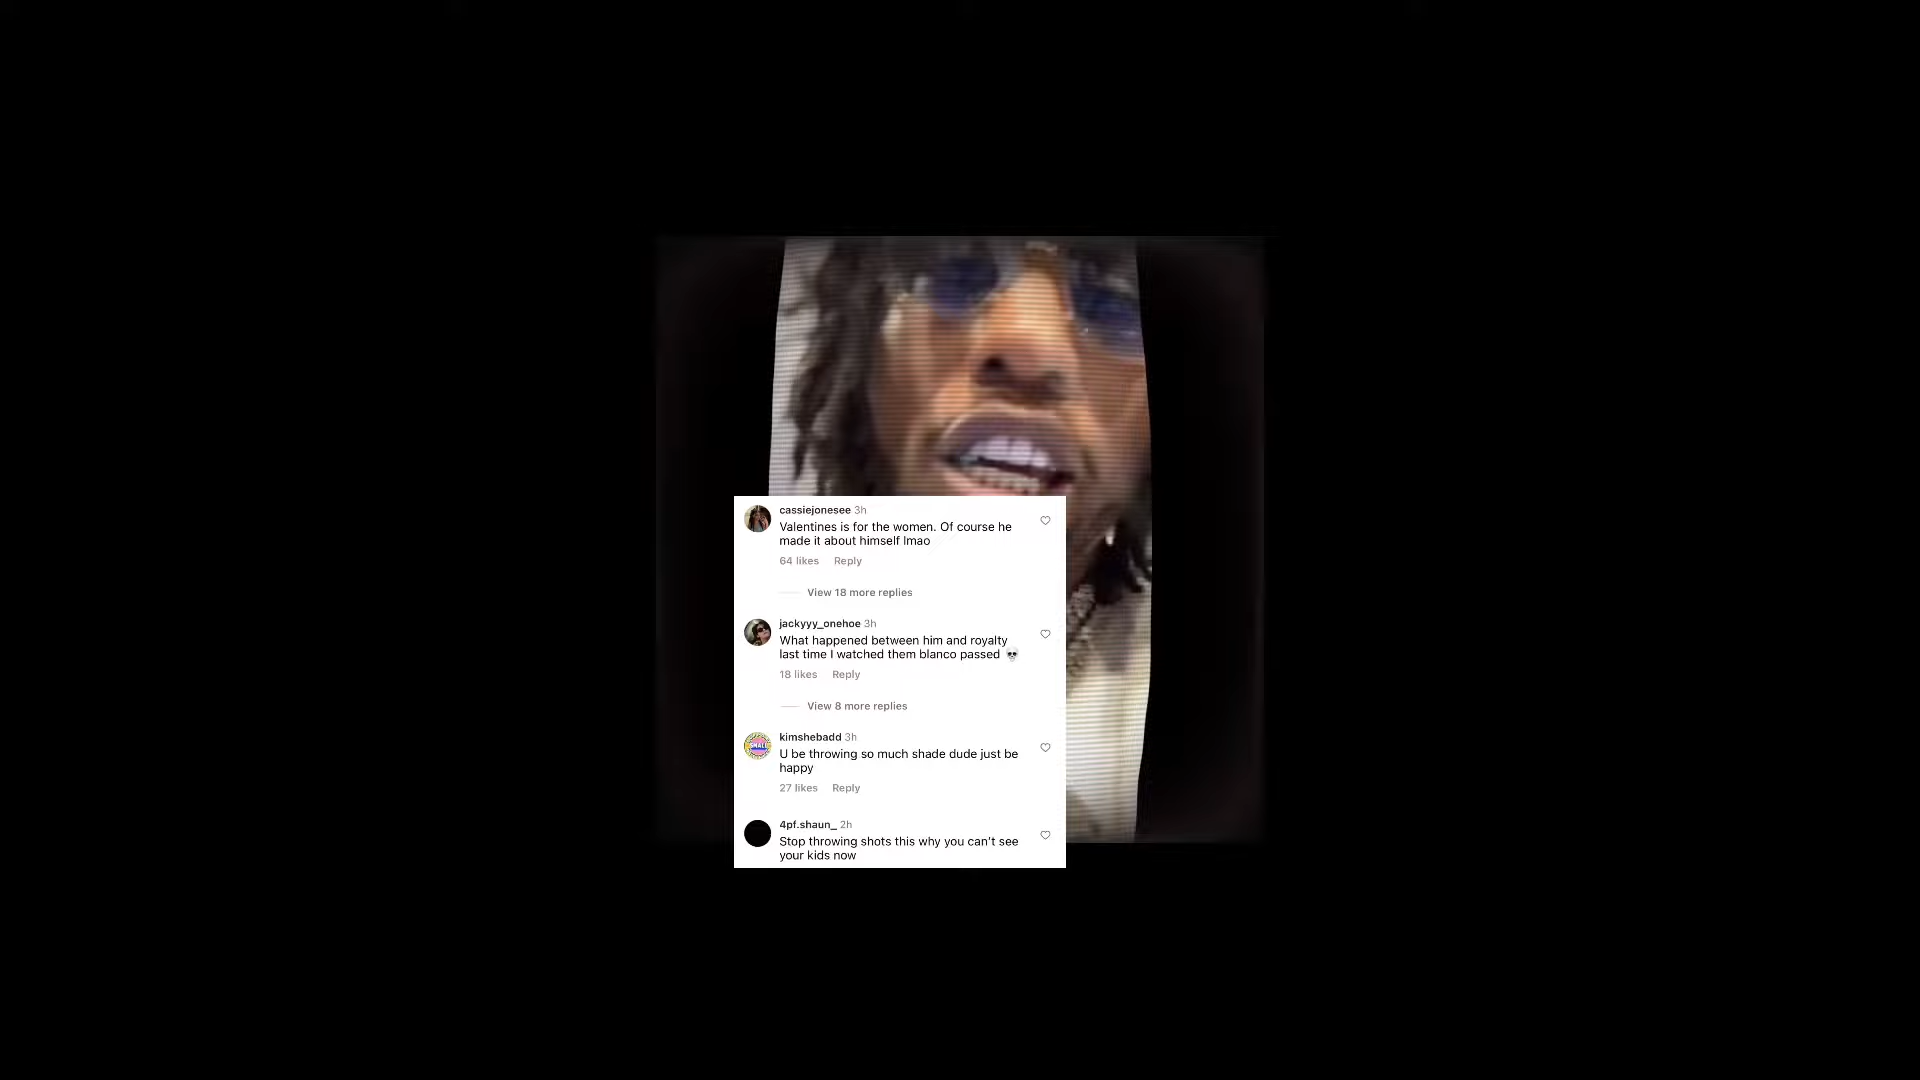 cassiejonesee 3h
Valentines is for the women. Of course he
made it about himself lmao
64 likes Reply
View 18 more replies
jackyyy_onehoe 3h
What happened between him and royalty
last time I watched them blanco passed 💀
18 likes Reply
View 8 more replies
SMALL
kimshebadd 3h
U be throwing so much shade dude just be
happy
27 likes Reply
4pf.shaun_ 2h
Stop throwing shots this why you can't see
your kids now